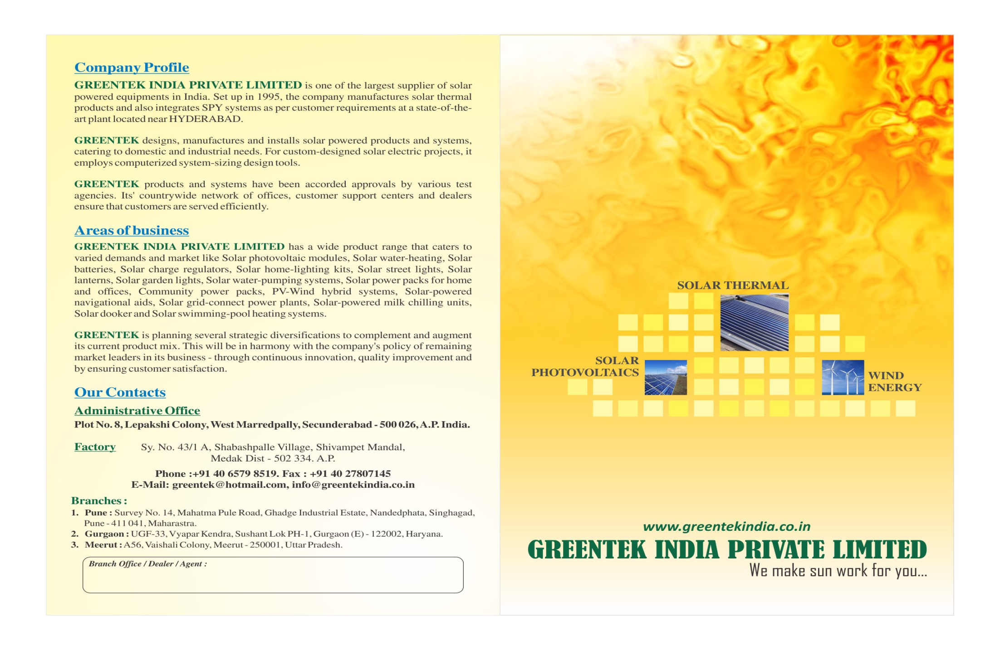 Company Profile
GREENTEK INDIA PRIVATE LIMITED is one of the largest supplier of solar
powered equipments in India. Set up in 1995, the company manufactures solar thermal
products and also integrates SPY systems as per customer requirements at a state-of-the-
art plant located near HYDERABAD.
GREENTEK designs, manufactures and installs solar powered products and systems,
catering to domestic and industrial needs. For custom-designed solar electric projects, it
employs computerized system-sizing design tools.
GREENTEK products and systems have been accorded approvals by various test
agencies. Its' countrywide network of offices, customer support centers and dealers
ensure that customers are served efficiently.
Areas of business
GREENTEK INDIA PRIVATE LIMITED has a wide product range that caters to
varied demands and market like Solar photovoltaic modules, Solar water-heating, Solar
batteries, Solar charge regulators, Solar home-lighting kits, Solar street lights, Solar
lanterns, Solar garden lights, Solar water-pumping systems, Solar power packs for home
and offices, Community power packs, PV-Wind hybrid systems, Solar-powered
navigational aids, Solar grid-connect power plants, Solar-powered milk chilling units,
Solar dooker and Solar swimming-pool heating systems.
GREENTEK is planning several strategic diversifications to complement and augment
its current product mix. This will be in harmony with the company's policy of remaining
market leaders in its business - through continuous innovation, quality improvement and
by ensuring customer satisfaction.
Our Contacts
Administrative Office
Plot No. 8, Lepakshi Colony, West Marredpally, Secunderabad - 500 026, A.P. India.
Factory Sy. No. 43/1 A, Shabashpalle Village, Shivampet Mandal,
Medak Dist - 502 334. A.P.
Phone :+91 40 6579 8519. Fax : +91 40 27807145
E-Mail: greentek@hotmail.com, info@greentekindia.co.in
Branches :
1. Pune : Survey No. 14, Mahatma Pule Road, Ghadge Industrial Estate, Nandedphata, Singhagad,
Pune - 411 041, Maharastra.
2. Gurgaon : UGF-33, Vyapar Kendra, Sushant Lok PH-1, Gurgaon (E) - 122002, Haryana.
3. Meerut : A56, Vaishali Colony, Meerut - 250001, Uttar Pradesh.
Branch Office / Dealer / Agent :
SOLAR THERMAL
SOLAR
PHOTOVOLTAICS
WIND
ENERGY
www.greentekindia.co.in
GREENTEK INDIA PRIVATE LIMITED
We make sun work for you...